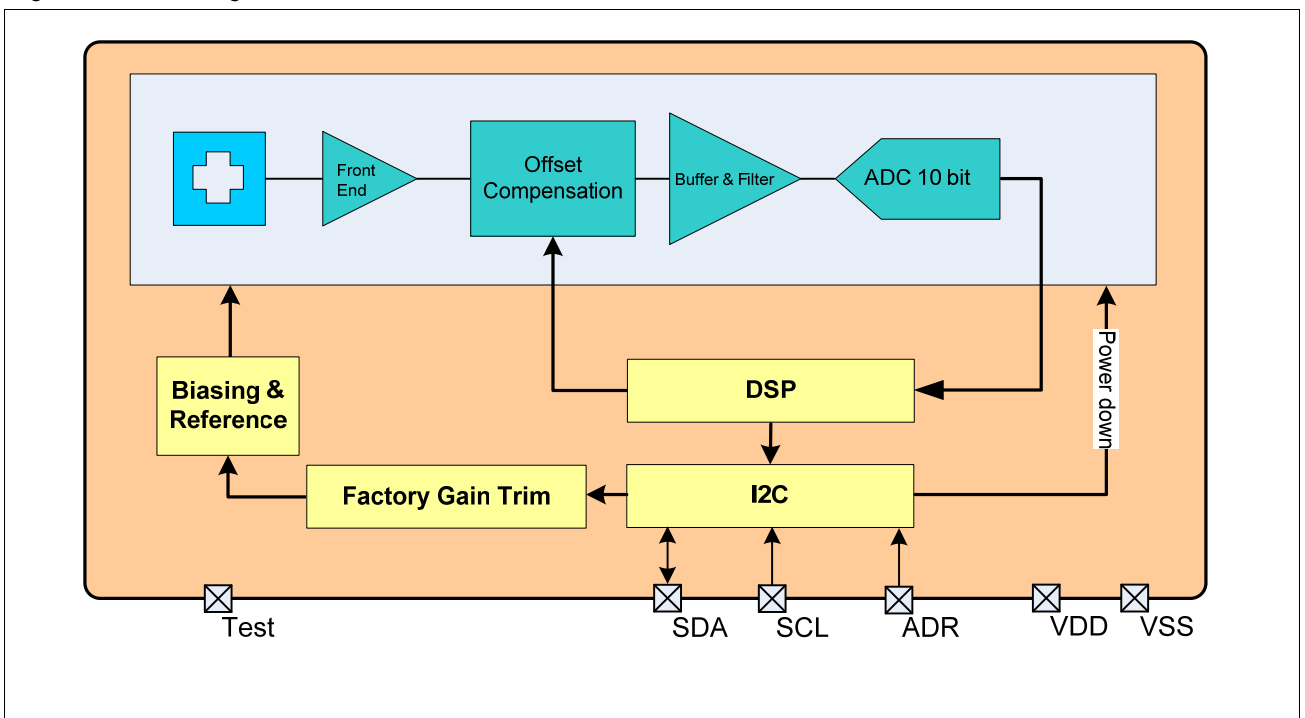 Front
End
Offset
Compensation
Buffer & Filter
ADC 10 bit
Power down
Biasing &
Reference
DSP
Factory Gain Trim
I2C
Test
SDA
SCL
ADR
VDD
VSS